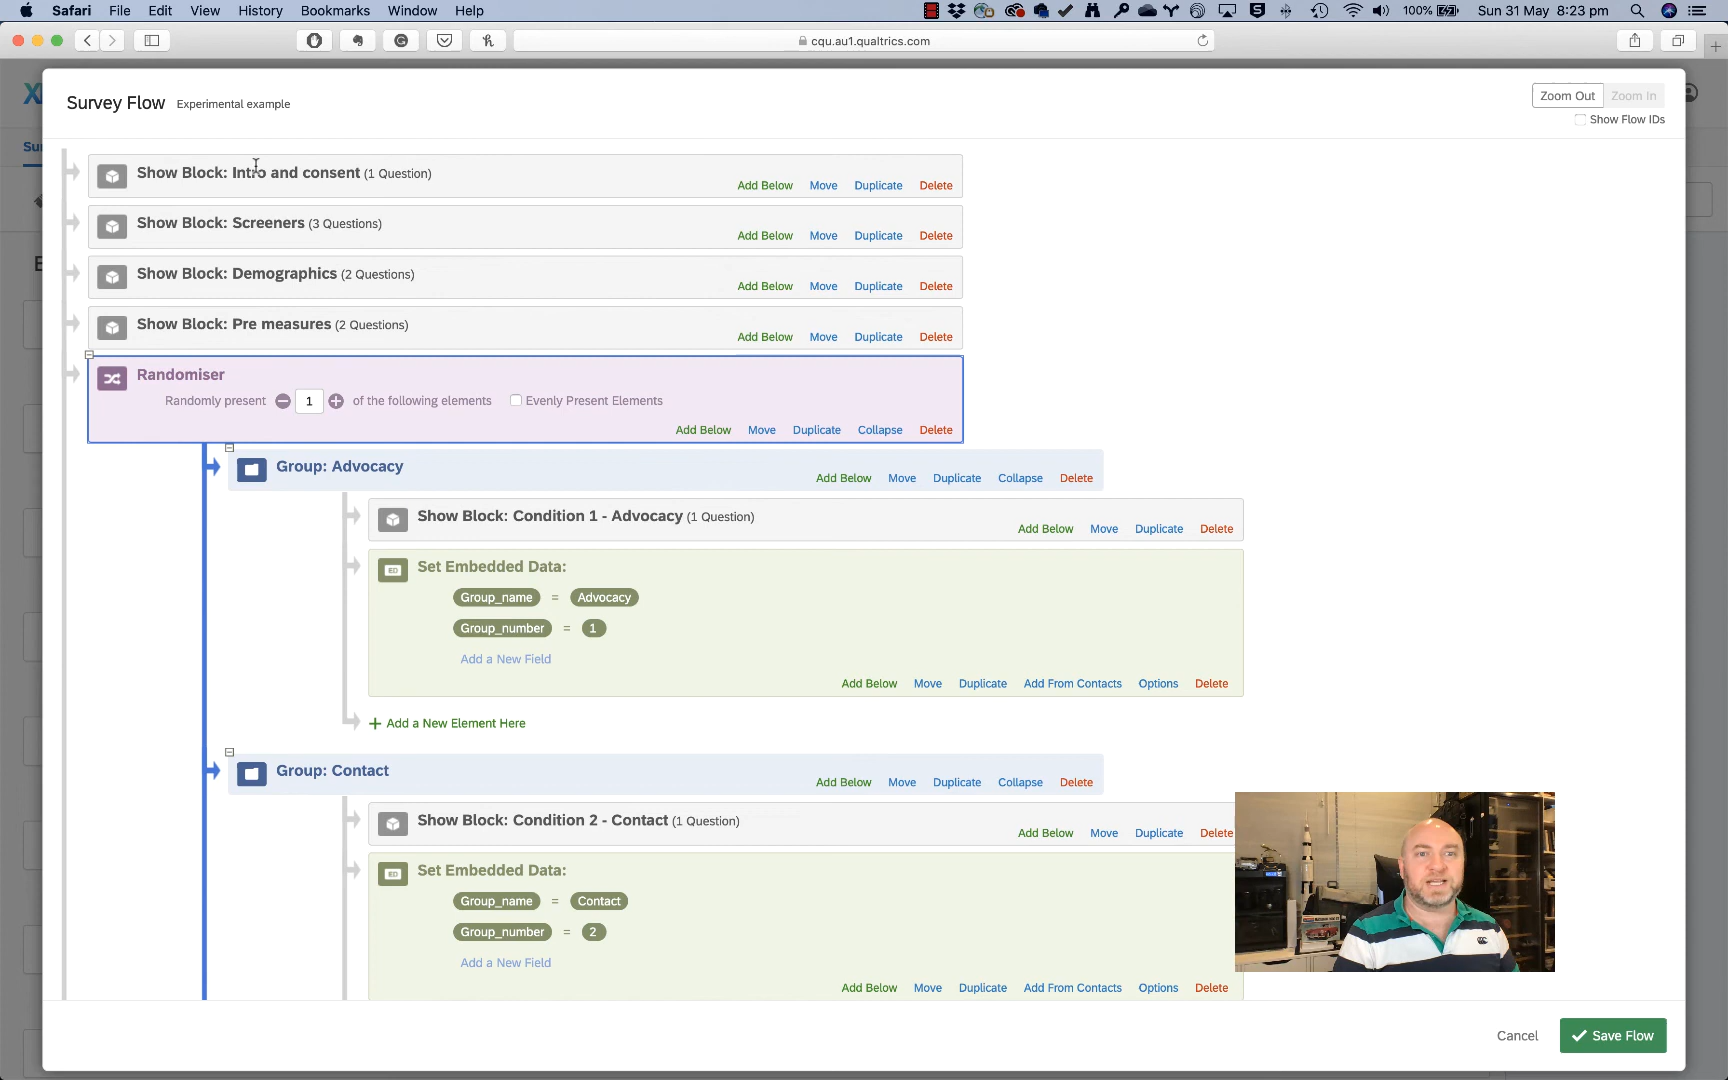 Safari File Edit View History Bookmarks Window Help 100% Sun 31 May 8:23 pm
cqu.au1.qualtrics.com
Survey Flow Experimental example
Zoom Out Zoom In
Show Flow IDs
Show Block: Intro and consent (1 Question)
Add Below Move Duplicate Delete
Show Block: Screeners (3 Questions)
Add Below Move Duplicate Delete
Show Block: Demographics (2 Questions)
Add Below Move Duplicate Delete
Show Block: Pre measures (2 Questions)
Add Below Move Duplicate Delete
Randomiser
Randomly present 1 of the following elements Evenly Present Elements
Add Below Move Duplicate Collapse Delete
Group: Advocacy
Add Below Move Duplicate Collapse Delete
Show Block: Condition 1 - Advocacy (1 Question)
Add Below Move Duplicate Delete
ED Set Embedded Data:
Group_name = Advocacy
Group_number = 1
Add a New Field
Add Below Move Duplicate Add From Contacts Options Delete
+ Add a New Element Here
Group: Contact
Add Below Move Duplicate Collapse Delete
Show Block: Condition 2 - Contact (1 Question)
Add Below Move Duplicate Delete
ED Set Embedded Data:
Group_name = Contact
Group_number = 2
Add a New Field
Add Below Move Duplicate Add From Contacts Options Delete
Cancel Save Flow